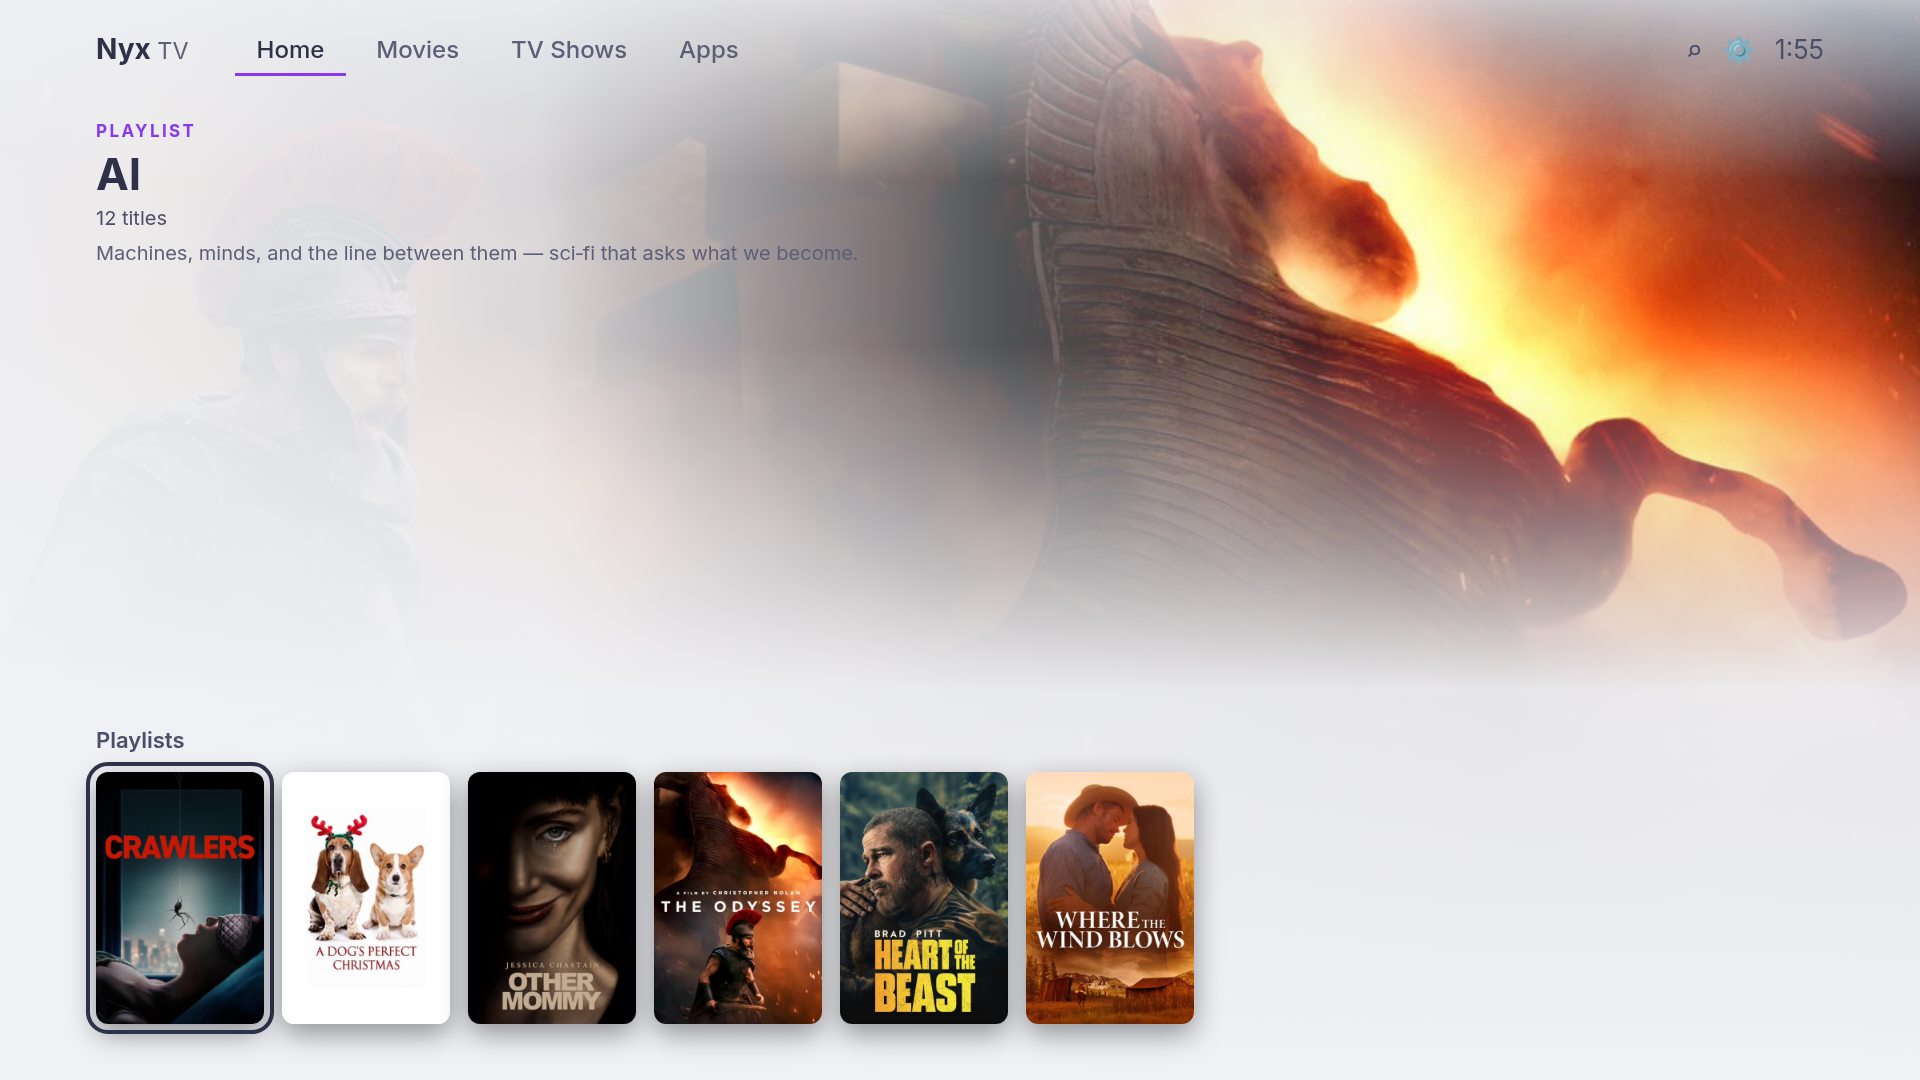 Nyx TV
Home
Movies
TV Shows
Apps
1:55
PLAYLIST
AI
12 titles
Machines, minds, and the line between them — sci-fi that asks what we become.
Playlists
CRAWLERS
A DOG'S PERFECT
CHRISTMAS
JESSICA CHASTAIN
OTHER
MOMMY
A FILM BY CHRISTOPHER NOLAN
THE ODYSSEY
BRAD PITT
HEART OF THE
BEAST
WHERE THE
WIND BLOWS